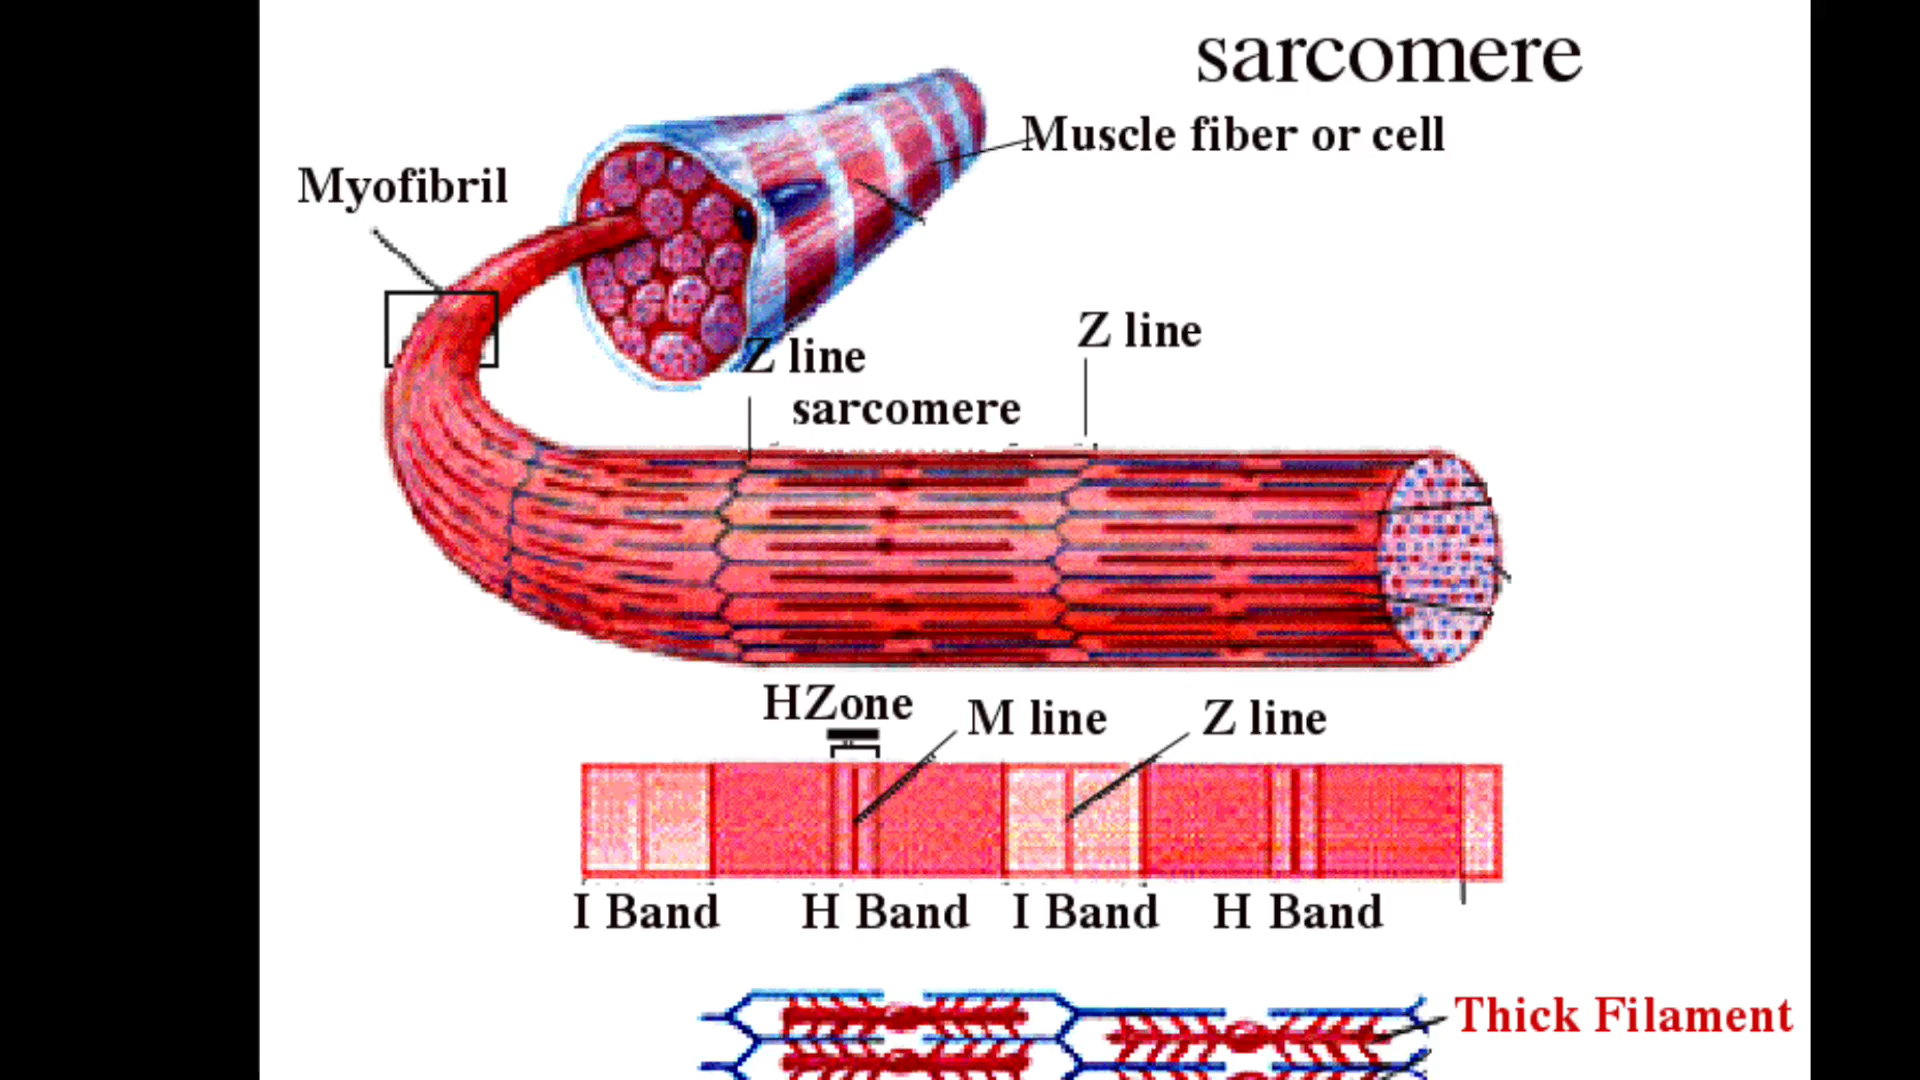 sarcomere
Muscle fiber or cell
Myofibril
Z line
Z line
sarcomere
HZone
M line
Z line
I Band
H Band
I Band
H Band
Thick Filament